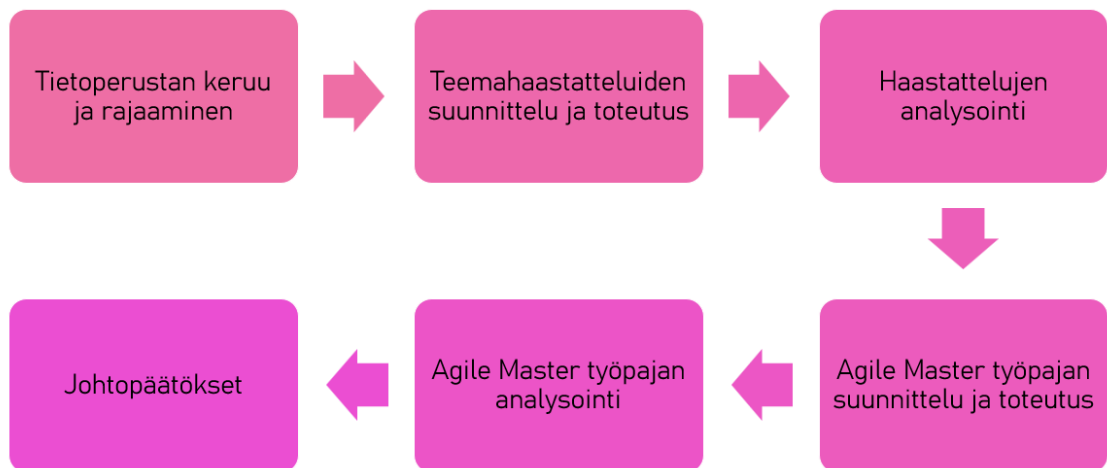 Tietoperustan keruu
ja rajaaminen
Teemahaastatteluiden
suunnittelu ja toteutus
Haastattelujen
analysointi
Agile Master työpajan
suunnittelu ja toteutus
Agile Master työpajan
analysointi
Johtopäätökset